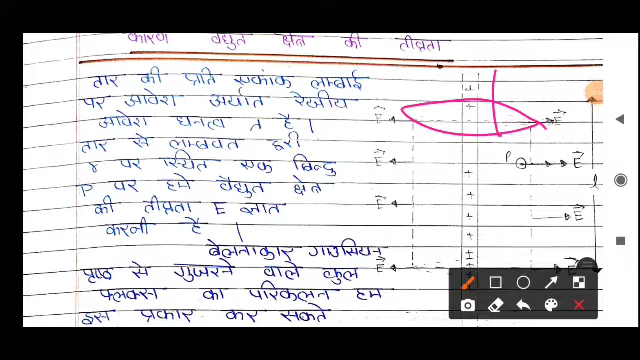 कारण वैद्युत क्षेत्र की तीव्रता
तार की प्रति एकांक लम्बाई
पर आवेश अर्थात रेखीय
आवेश घनत्व है।
तार से लाम्बवत दूरी
r पर स्थित एक बिन्दु
P पर हमे वैद्युत क्षेत्र
की तीव्रता E ज्ञात
करनी है |
बेलनाकार गाउसियन
पृष्ठ से गुजरने वाले कुल
फ्लक्स का परिकलन हम
इस प्रकार कर सकते
E E
P E
E E
l
E E